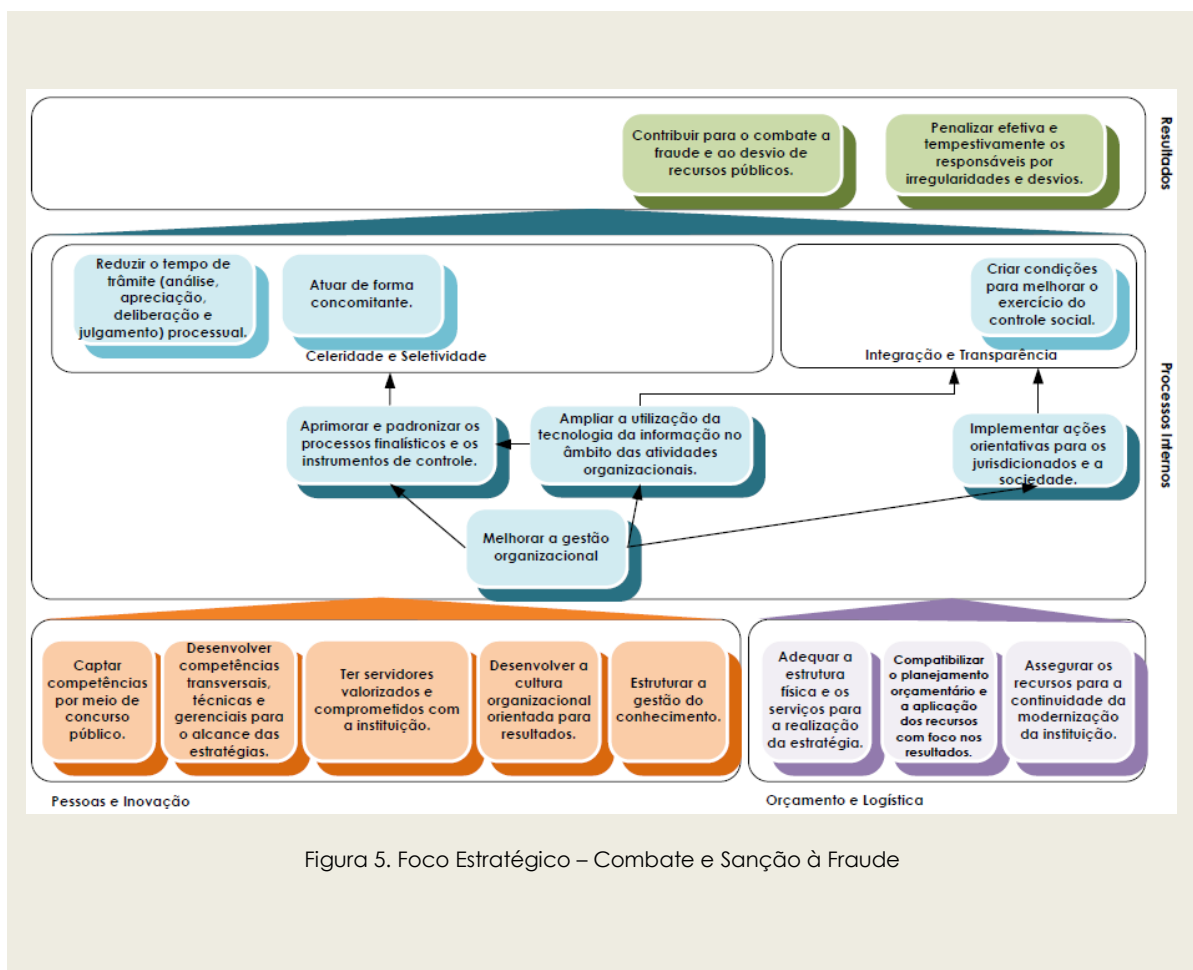 Resultados
Contribuir para o combate a
fraude e ao desvio de
recursos públicos.
Penalizar efetiva e
tempestivamente os
responsáveis por
irregularidades e desvios.
Processos Internos
Reduzir o tempo de
trâmite (análise,
apreciação,
deliberação e
julgamento) processual.
Atuar de forma
concomitante.
Celeridade e Seletividade
Criar condições
para melhorar o
exercício do
controle social.
Integração e Transparência
Aprimorar e padronizar os
processos finalísticos e os
instrumentos de controle.
Ampliar a utilização da
tecnologia da informação no
âmbito das atividades
organizacionais.
Implementar ações
orientativas para os
jurisdicionados e a
sociedade.
Melhorar a gestão
organizacional
Captar
competências
por meio de
concurso
público.
Desenvolver
competências
transversais,
técnicas e
gerenciais para
o alcance das
estratégias.
Ter servidores
valorizados e
comprometidos com
a instituição.
Desenvolver a
cultura
organizacional
orientada para
resultados.
Estruturar a
gestão do
conhecimento.
Pessoas e Inovação
Adequar a
estrutura
física e os
serviços para
a realização
da estratégia.
Compatibilizar
o planejamento
orçamentário e
a aplicação
dos recursos
com foco nos
resultados.
Assegurar os
recursos para a
continuidade da
modernização
da instituição.
Orçamento e Logística
Figura 5. Foco Estratégico – Combate e Sanção à Fraude